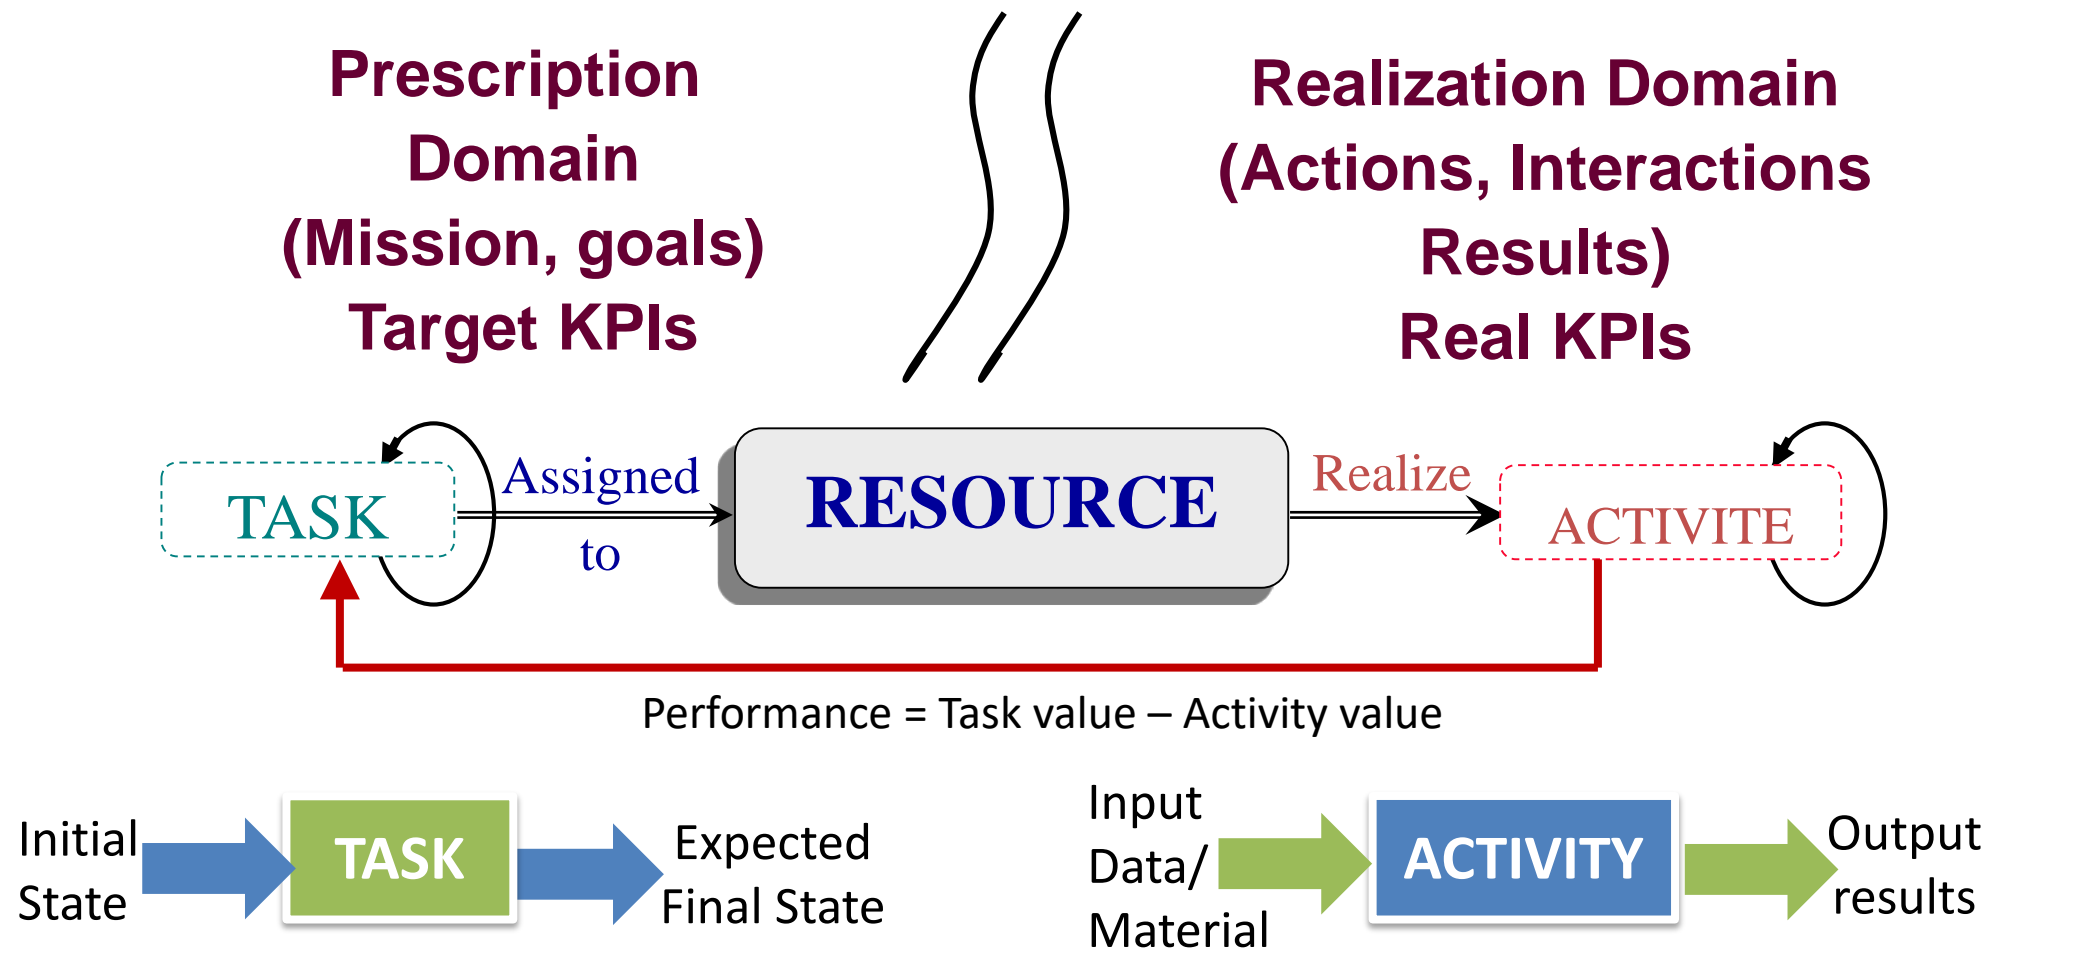 Prescription
Domain
(Mission, goals)
Target KPIs
Realization Domain
(Actions, Interactions
Results)
Real KPIs
TASK
Assigned
to
RESOURCE
Realize
ACTIVITE
Performance = Task value – Activity value
Initial
State
TASK
Expected
Final State
Input
Data/
Material
ACTIVITY
Output
results